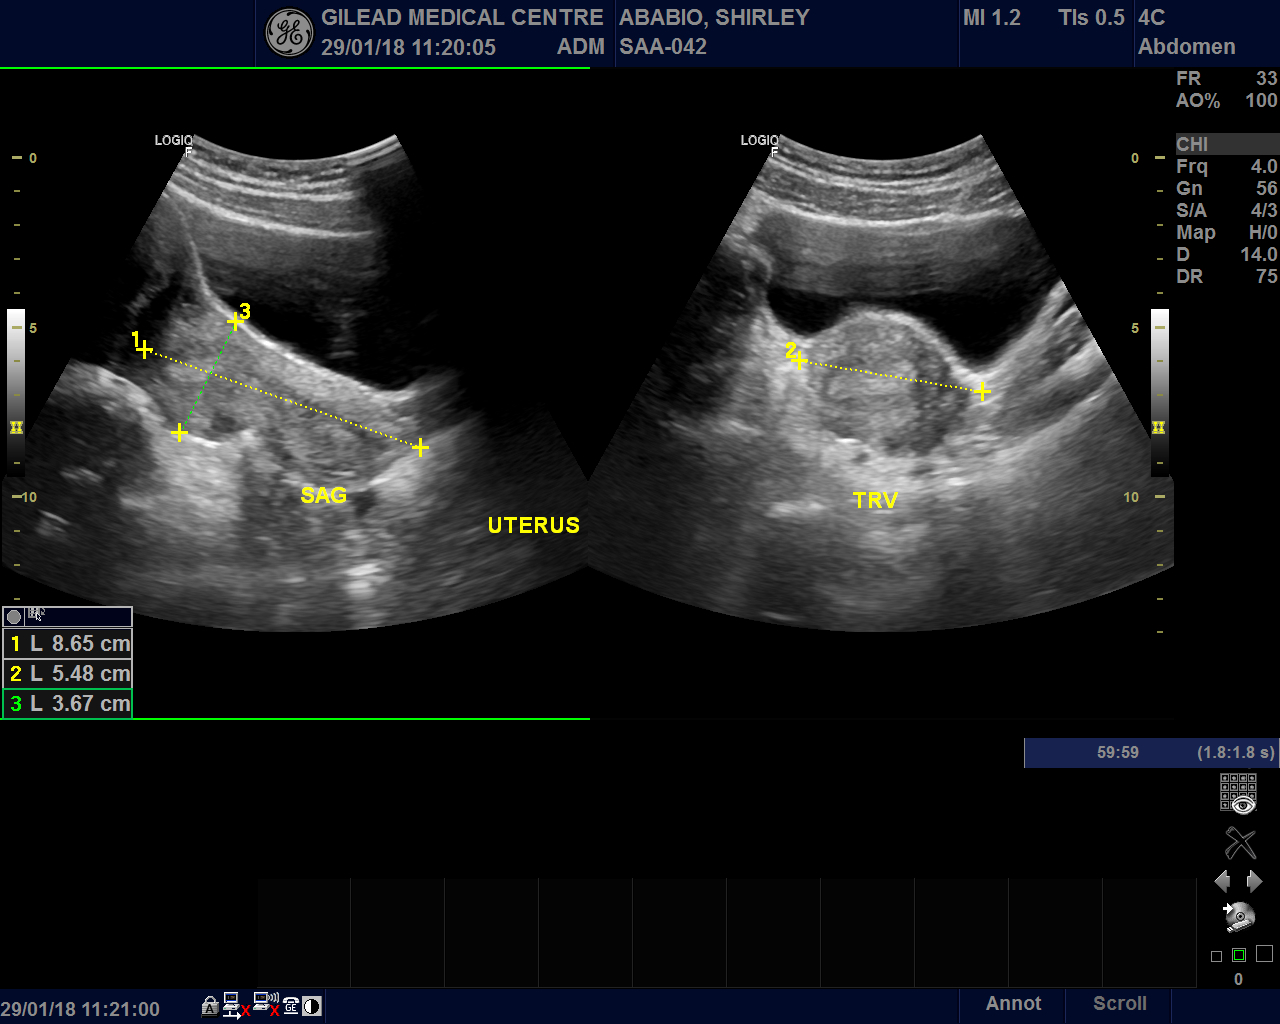 GILEAD MEDICAL CENTRE
29/01/18 11:20:05 ADM
ABABIO, SHIRLEY
SAA-042
MI 1.2 TIs 0.5
4C
Abdomen
FR 33
AO% 100
CHI
Frq 4.0
Gn 56
S/A 4/3
Map H/0
D 14.0
DR 75
LOGIQ
F
0
5
10
1
3
SAG
UTERUS
LOGIQ
F
0
5
10
2
TRV
1 L 8.65 cm
2 L 5.48 cm
3 L 3.67 cm
59:59 (1.8:1.8 s)
0
29/01/18 11:21:00
A
GE
Annot
Scroll